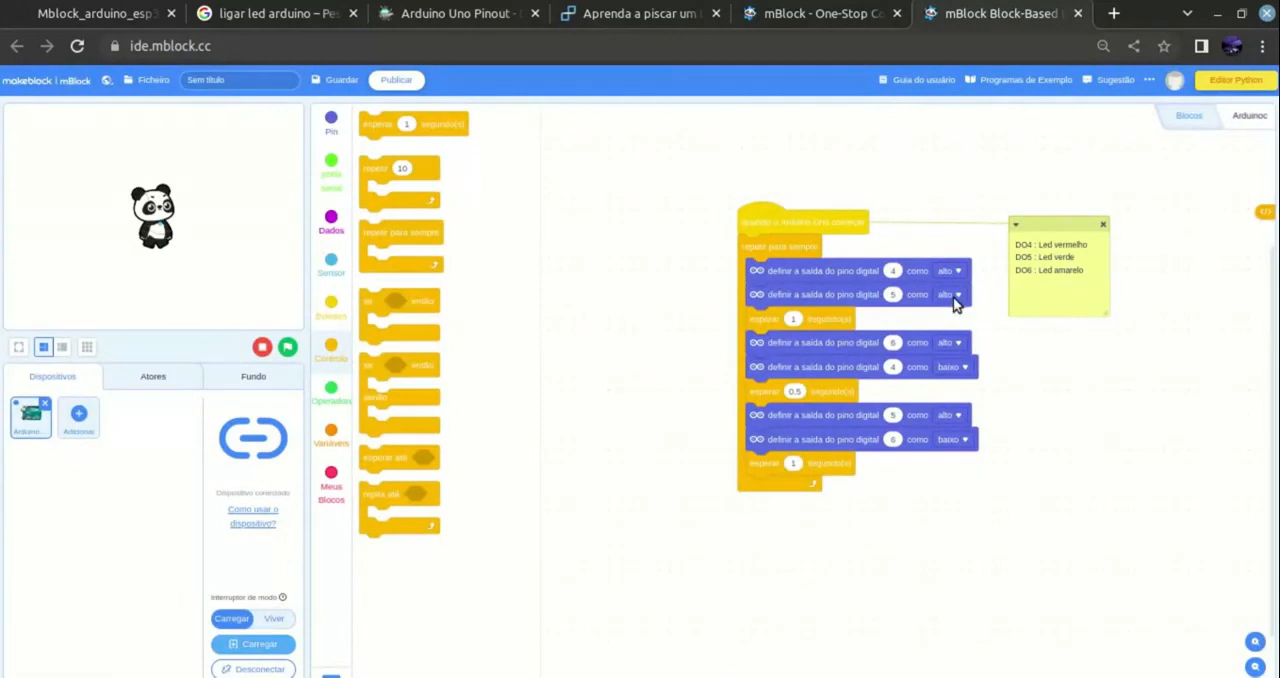 Mblock_arduino_esp3
ligar led arduino – Pes
Arduino Uno Pinout - D
Aprenda a piscar um l
mBlock - One-Stop Co
mBlock Block-Based
ide.mblock.cc
makeblock | mBlock
Ficheiro
Sem título
Guardar
Publicar
Guia do usuário
Programas de Exemplo
Sugestão
Editor Python
Blocos
Arduinoc
Pin
Dados
Sensor
Eventos
Controlo
Operadores
Variáveis
Meus
Blocos
espera 1 segundo(s)
repetir 10
repetir para sempre
se então
se então
senão
esperar até
repita até
quando o Arduino Uno começar
repetir para sempre
definir a saída do pino digital 4 como alto
definir a saída do pino digital 5 como alto
esperar 1 segundo(s)
definir a saída do pino digital 6 como alto
definir a saída do pino digital 4 como baixo
esperar 0.5 segundo(s)
definir a saída do pino digital 5 como alto
definir a saída do pino digital 6 como baixo
esperar 1 segundo(s)
DO4 : Led vermelho
DO5 : Led verde
DO6 : Led amarelo
Dispositivos
Atores
Fundo
Arduino...
Adicionar
Dispositivo conectado
Como usar o
dispositivo?
Interruptor de modo
Carregar
Viver
Carregar
Desconectar